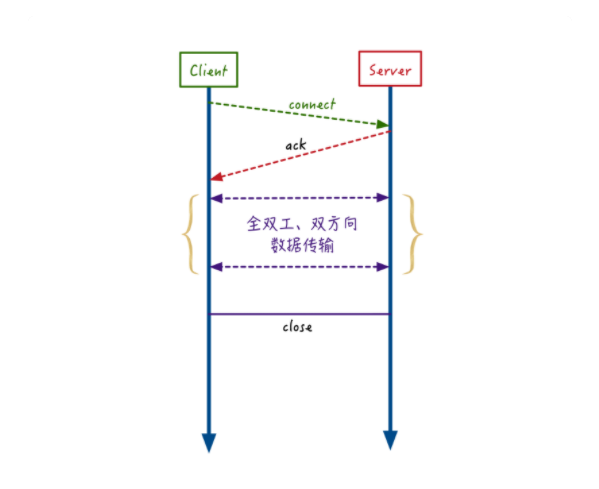 Client
Server
connect
ack
全双工、双方向
数据传输
close